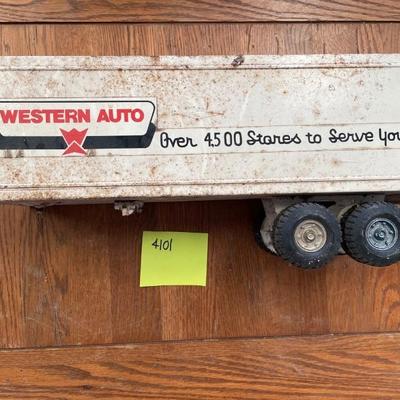 WESTERN AUTO
Over 4,500 Stores to Serve You
4101